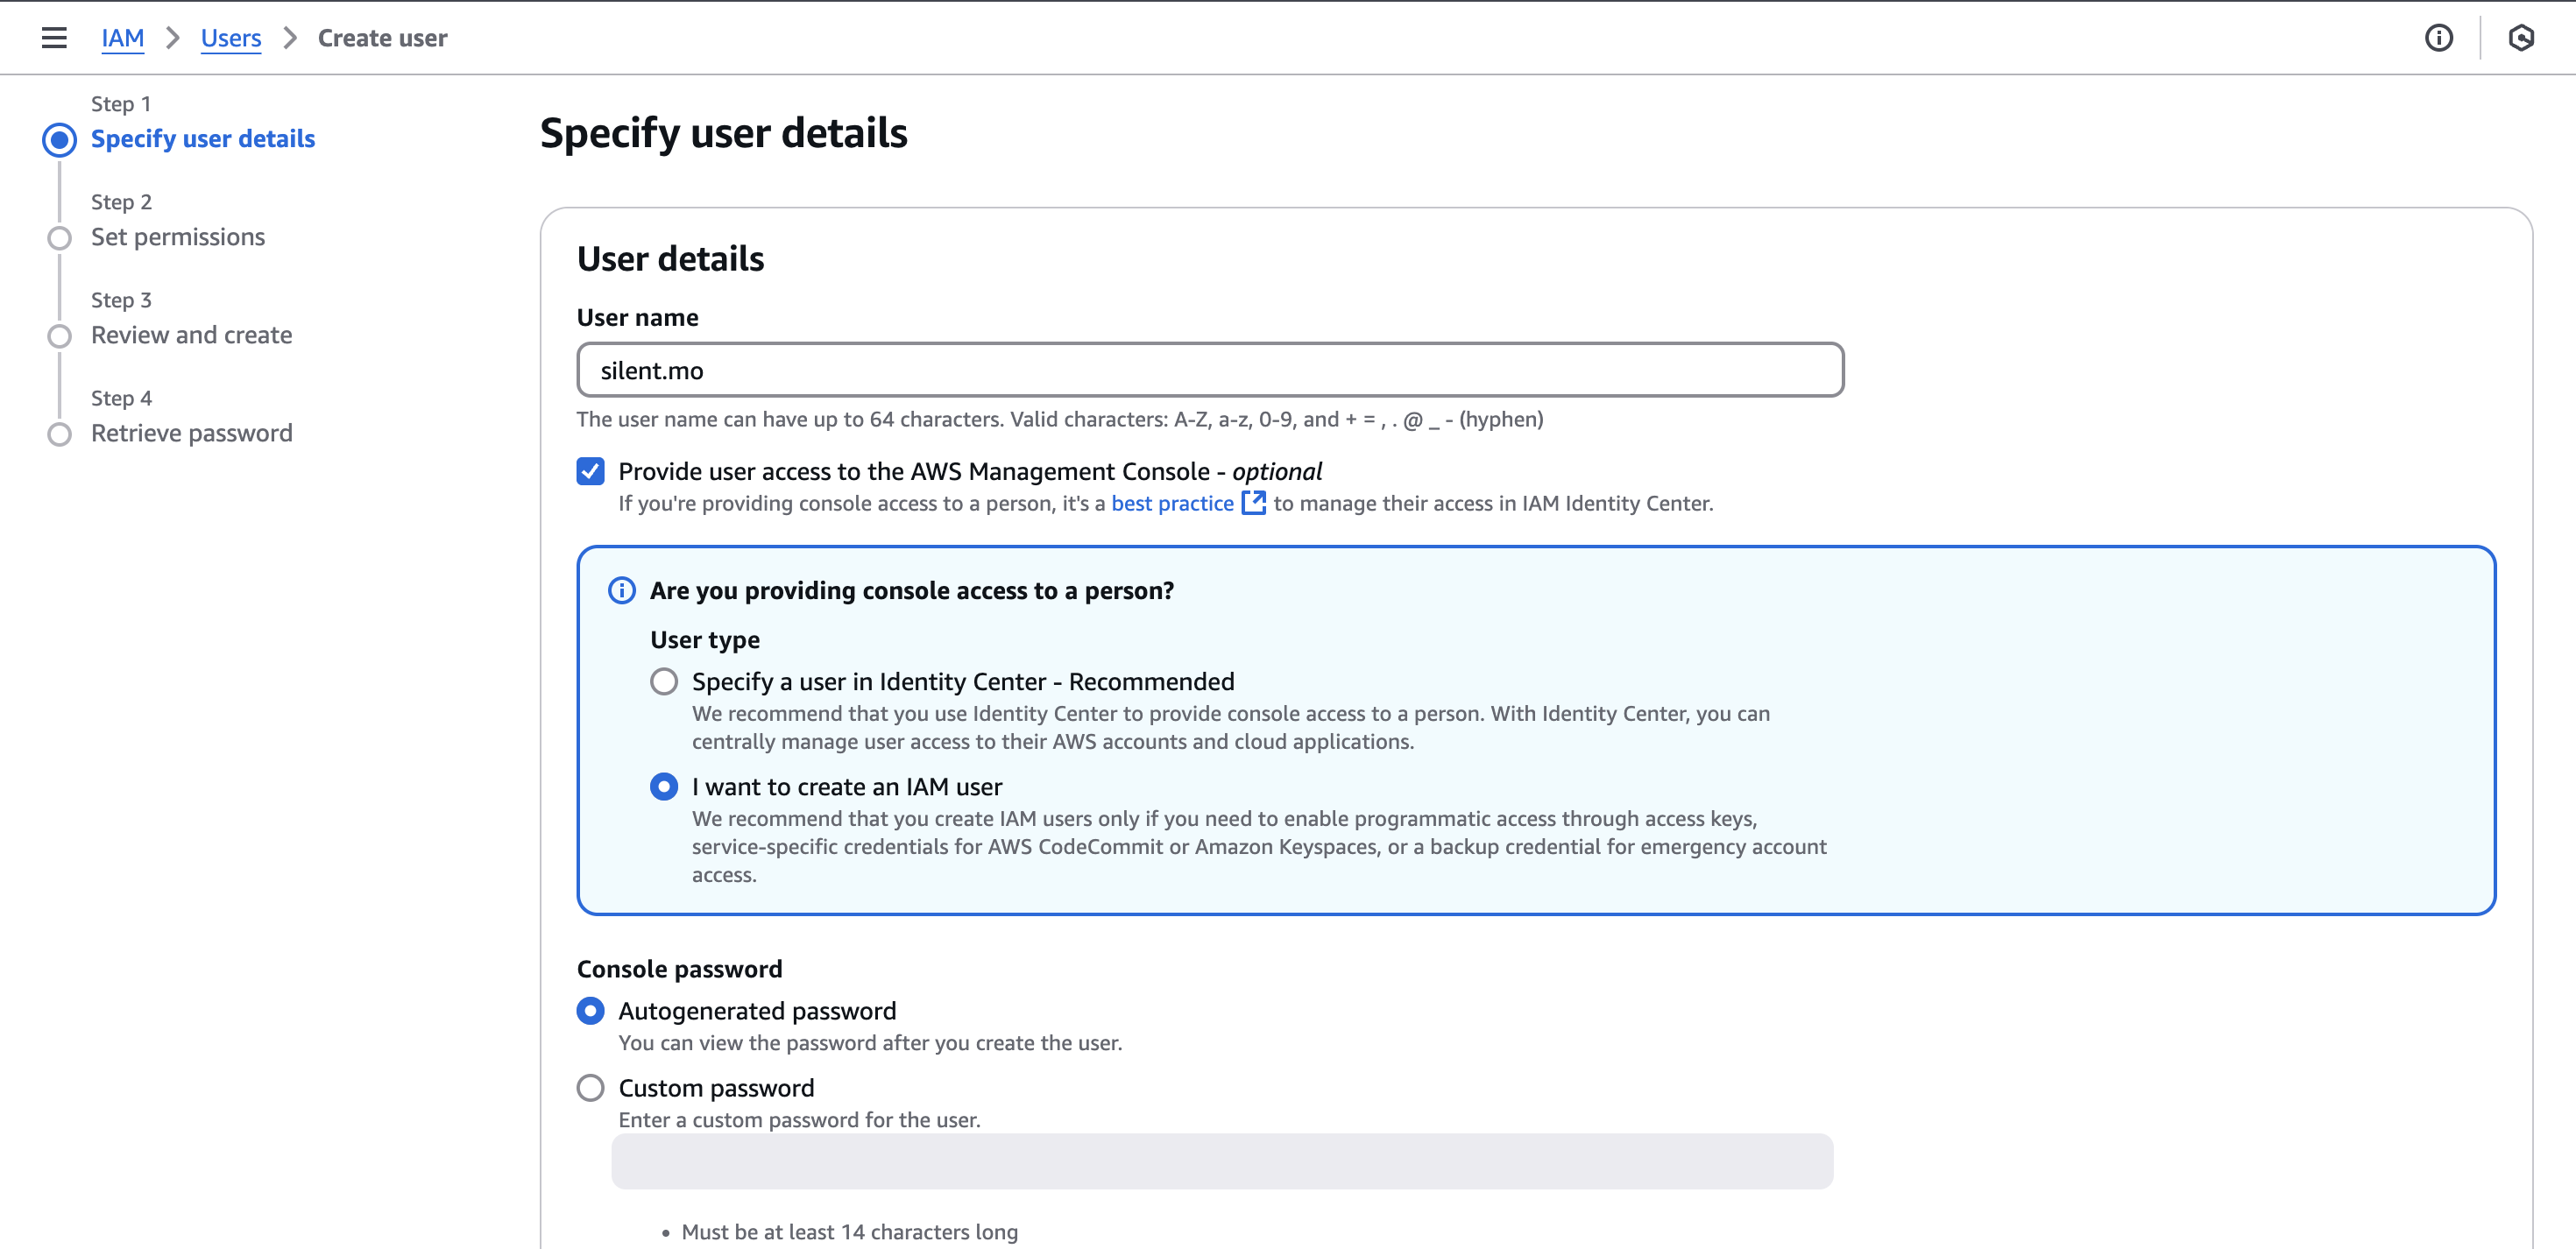 IAM > Users > Create user
Step 1
Specify user details
Step 2
Set permissions
Step 3
Review and create
Step 4
Retrieve password
Specify user details
User details
User name
silent.mo
The user name can have up to 64 characters. Valid characters: A-Z, a-z, 0-9, and + = , . @ _ - (hyphen)
Provide user access to the AWS Management Console - optional
If you're providing console access to a person, it's a best practice to manage their access in IAM Identity Center.
Are you providing console access to a person?
User type
Specify a user in Identity Center - Recommended
We recommend that you use Identity Center to provide console access to a person. With Identity Center, you can
centrally manage user access to their AWS accounts and cloud applications.
I want to create an IAM user
We recommend that you create IAM users only if you need to enable programmatic access through access keys,
service-specific credentials for AWS CodeCommit or Amazon Keyspaces, or a backup credential for emergency account
access.
Console password
Autogenerated password
You can view the password after you create the user.
Custom password
Enter a custom password for the user.
• Must be at least 14 characters long